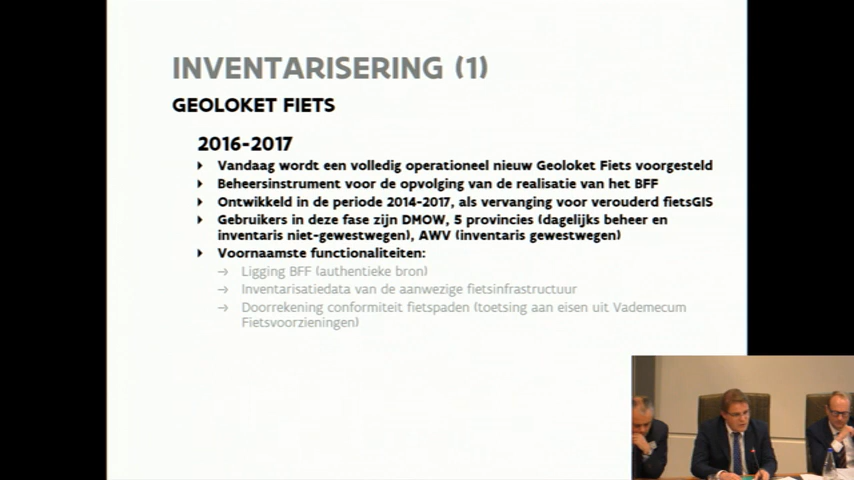 INVENTARISERING (1)
GEOLOKET FIETS
2016-2017
Vandaag wordt een volledig operationeel nieuw Geoloket Fiets voorgesteld
Beheersinstrument voor de opvolging van de realisatie van het BFF
Ontwikkeld in de periode 2014-2017, als vervanging voor verouderd fietsGIS
Gebruikers in deze fase zijn DMOW, 5 provincies (dagelijks beheer en
inventaris niet-gewestwegen), AWV (inventaris gewestwegen)
Voornaamste functionaliteiten:
→ Ligging BFF (authentieke bron)
→ Inventarisatiedata van de aanwezige fietsinfrastructuur
→ Doorrekening conformiteit fietspaden (toetsing aan eisen uit Vademecum
Fietsvoorzieningen)